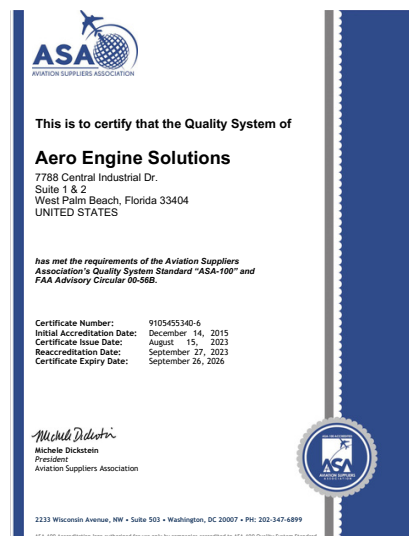 ASA
AVIATION SUPPLIERS ASSOCIATION
This is to certify that the Quality System of
Aero Engine Solutions
7788 Central Industrial Dr.
Suite 1 & 2
West Palm Beach, Florida 33404
UNITED STATES
has met the requirements of the Aviation Suppliers
Association's Quality System Standard “ASA-100” and
FAA Advisory Circular 00-56B.
Certificate Number: 9105455340-6
Initial Accreditation Date: December 14, 2015
Certificate Issue Date: August 15, 2023
Reaccreditation Date: September 27, 2023
Certificate Expiry Date: September 26, 2026
Michele Dickstein
Michele Dickstein
President
Aviation Suppliers Association
ASA
2233 Wisconsin Avenue, NW • Suite 503 • Washington, DC 20007 • PH: 202-347-6899